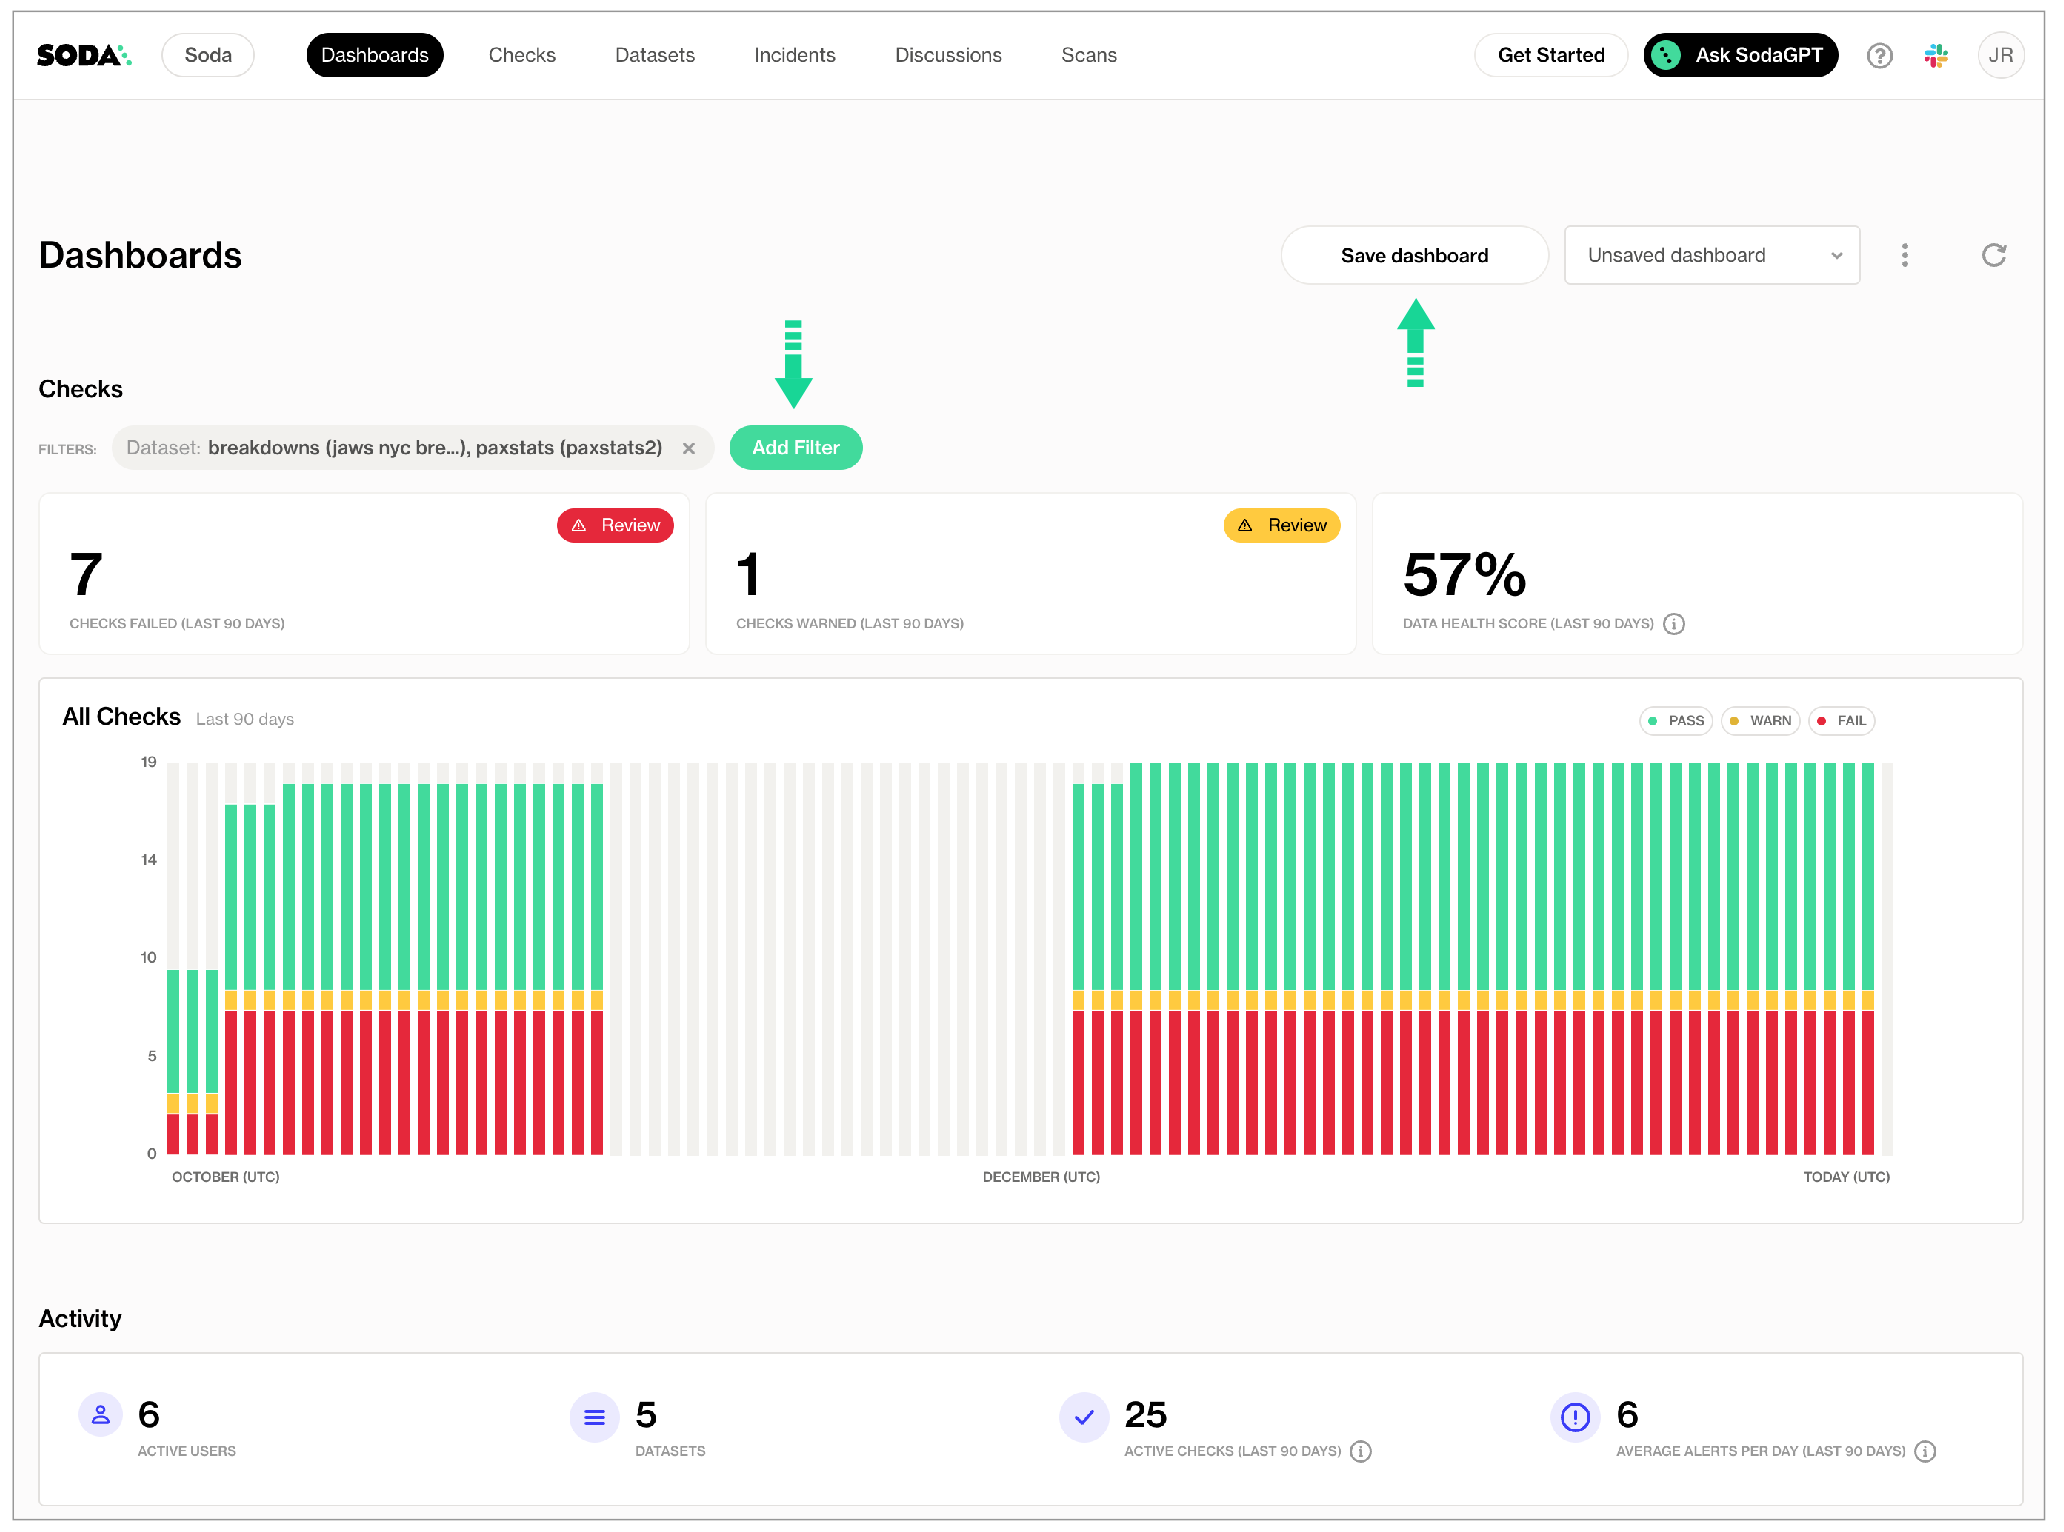 SODA Soda Dashboards Checks Datasets Incidents Discussions Scans Get Started Ask SodaGPT ? JR
Dashboards Save dashboard Unsaved dashboard
Checks
FILTERS: Dataset: breakdowns (jaws nyc bre...), paxstats (paxstats2) Add Filter
Review Review
7 1 57%
CHECKS FAILED (LAST 90 DAYS) CHECKS WARNED (LAST 90 DAYS) DATA HEALTH SCORE (LAST 90 DAYS)
All Checks Last 90 days PASS WARN FAIL
19
14
10
5
0
OCTOBER (UTC) DECEMBER (UTC) TODAY (UTC)
Activity
6 5 25 6
ACTIVE USERS DATASETS ACTIVE CHECKS (LAST 90 DAYS) AVERAGE ALERTS PER DAY (LAST 90 DAYS)